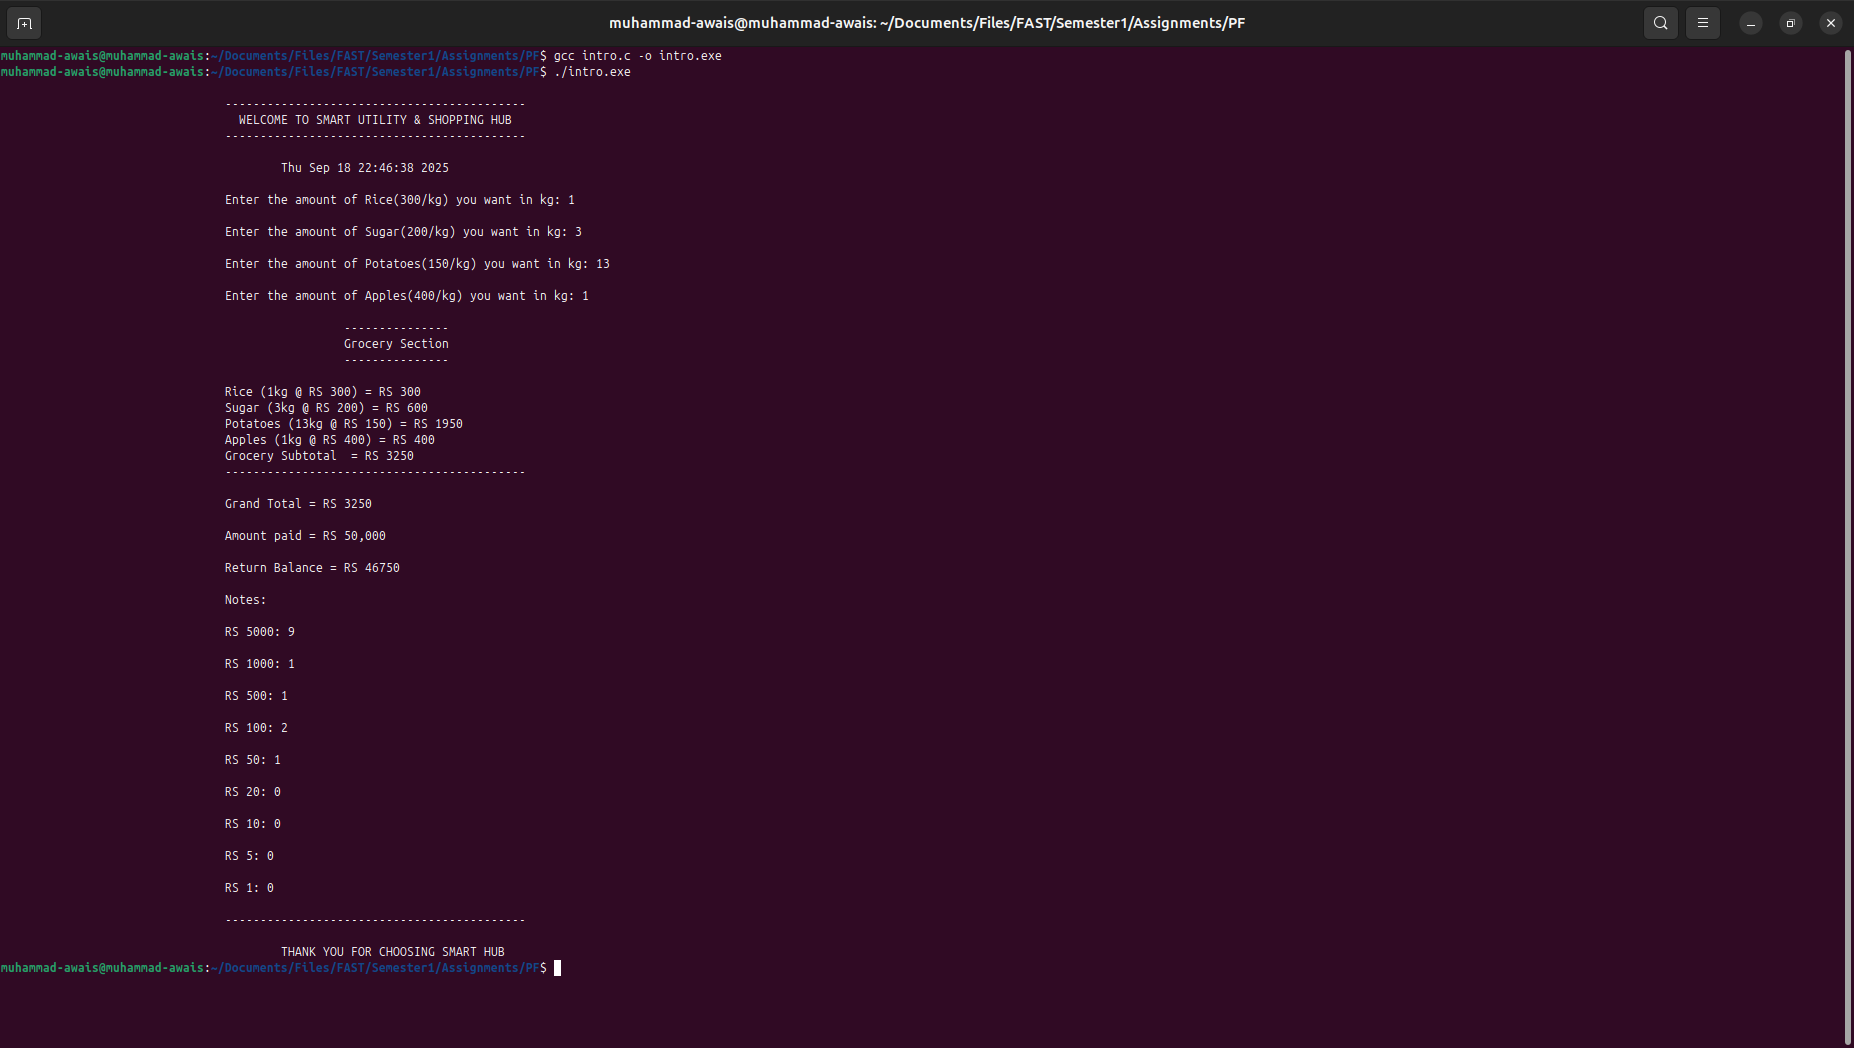 muhammad-awais@muhammad-awais: ~/Documents/Files/FAST/Semester1/Assignments/PF
muhammad-awais@muhammad-awais:~/Documents/Files/FAST/Semester1/Assignments/PF$ gcc intro.c -o intro.exe
muhammad-awais@muhammad-awais:~/Documents/Files/FAST/Semester1/Assignments/PF$ ./intro.exe
-------------------------------------------
WELCOME TO SMART UTILITY & SHOPPING HUB
-------------------------------------------
Thu Sep 18 22:46:38 2025
Enter the amount of Rice(300/kg) you want in kg: 1
Enter the amount of Sugar(200/kg) you want in kg: 3
Enter the amount of Potatoes(150/kg) you want in kg: 13
Enter the amount of Apples(400/kg) you want in kg: 1
---------------
Grocery Section
---------------
Rice (1kg @ RS 300) = RS 300
Sugar (3kg @ RS 200) = RS 600
Potatoes (13kg @ RS 150) = RS 1950
Apples (1kg @ RS 400) = RS 400
Grocery Subtotal  = RS 3250
-------------------------------------------
Grand Total = RS 3250
Amount paid = RS 50,000
Return Balance = RS 46750
Notes:
RS 5000: 9
RS 1000: 1
RS 500: 1
RS 100: 2
RS 50: 1
RS 20: 0
RS 10: 0
RS 5: 0
RS 1: 0
-------------------------------------------
THANK YOU FOR CHOOSING SMART HUB
muhammad-awais@muhammad-awais:~/Documents/Files/FAST/Semester1/Assignments/PF$